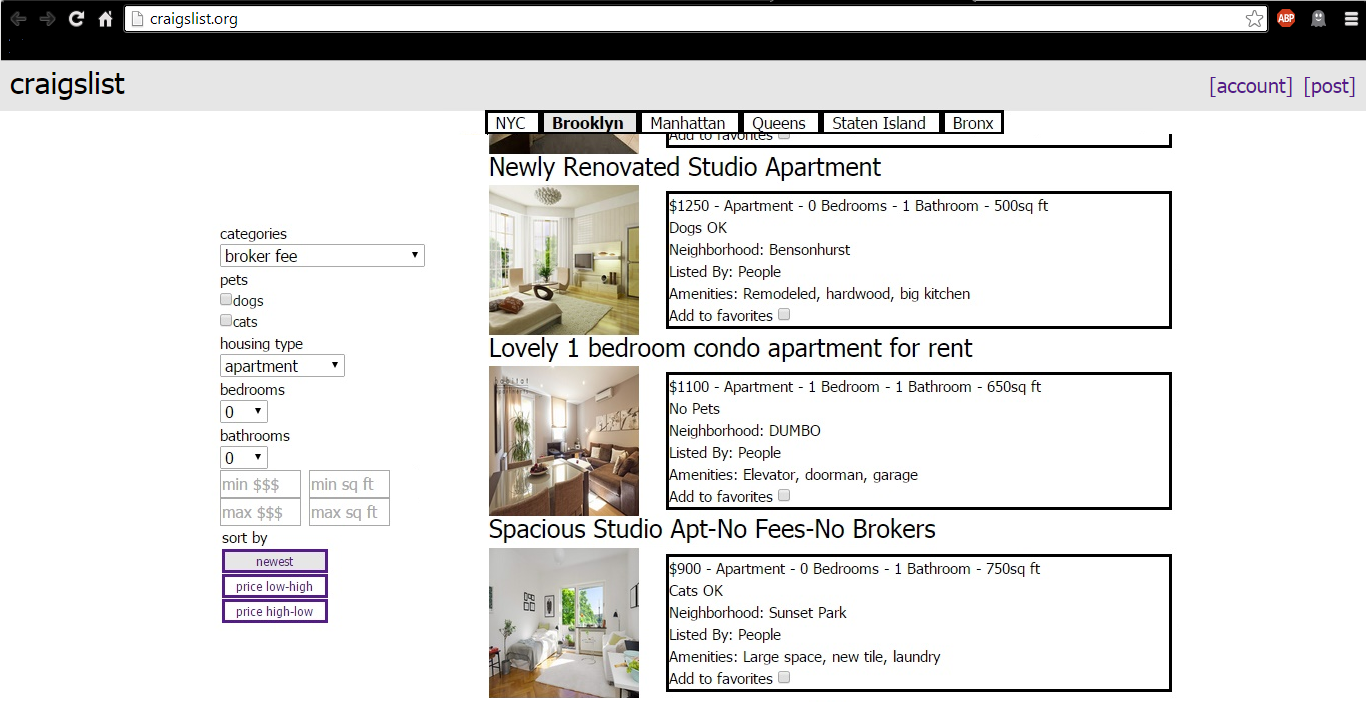 craigslist.org
ABP
craigslist
[account] [post]
NYC Brooklyn Manhattan Queens Staten Island Bronx
Add to favorites
Newly Renovated Studio Apartment
$1250 - Apartment - 0 Bedrooms - 1 Bathroom - 500sq ft
Dogs OK
Neighborhood: Bensonhurst
Listed By: People
Amenities: Remodeled, hardwood, big kitchen
Add to favorites
categories
broker fee
pets
dogs
cats
housing type
apartment
bedrooms
0
bathrooms
0
min $$$ min sq ft
max $$$ max sq ft
sort by
newest
price low-high
price high-low
Lovely 1 bedroom condo apartment for rent
habitat
$1100 - Apartment - 1 Bedroom - 1 Bathroom - 650sq ft
No Pets
Neighborhood: DUMBO
Listed By: People
Amenities: Elevator, doorman, garage
Add to favorites
Spacious Studio Apt-No Fees-No Brokers
$900 - Apartment - 0 Bedrooms - 1 Bathroom - 750sq ft
Cats OK
Neighborhood: Sunset Park
Listed By: People
Amenities: Large space, new tile, laundry
Add to favorites